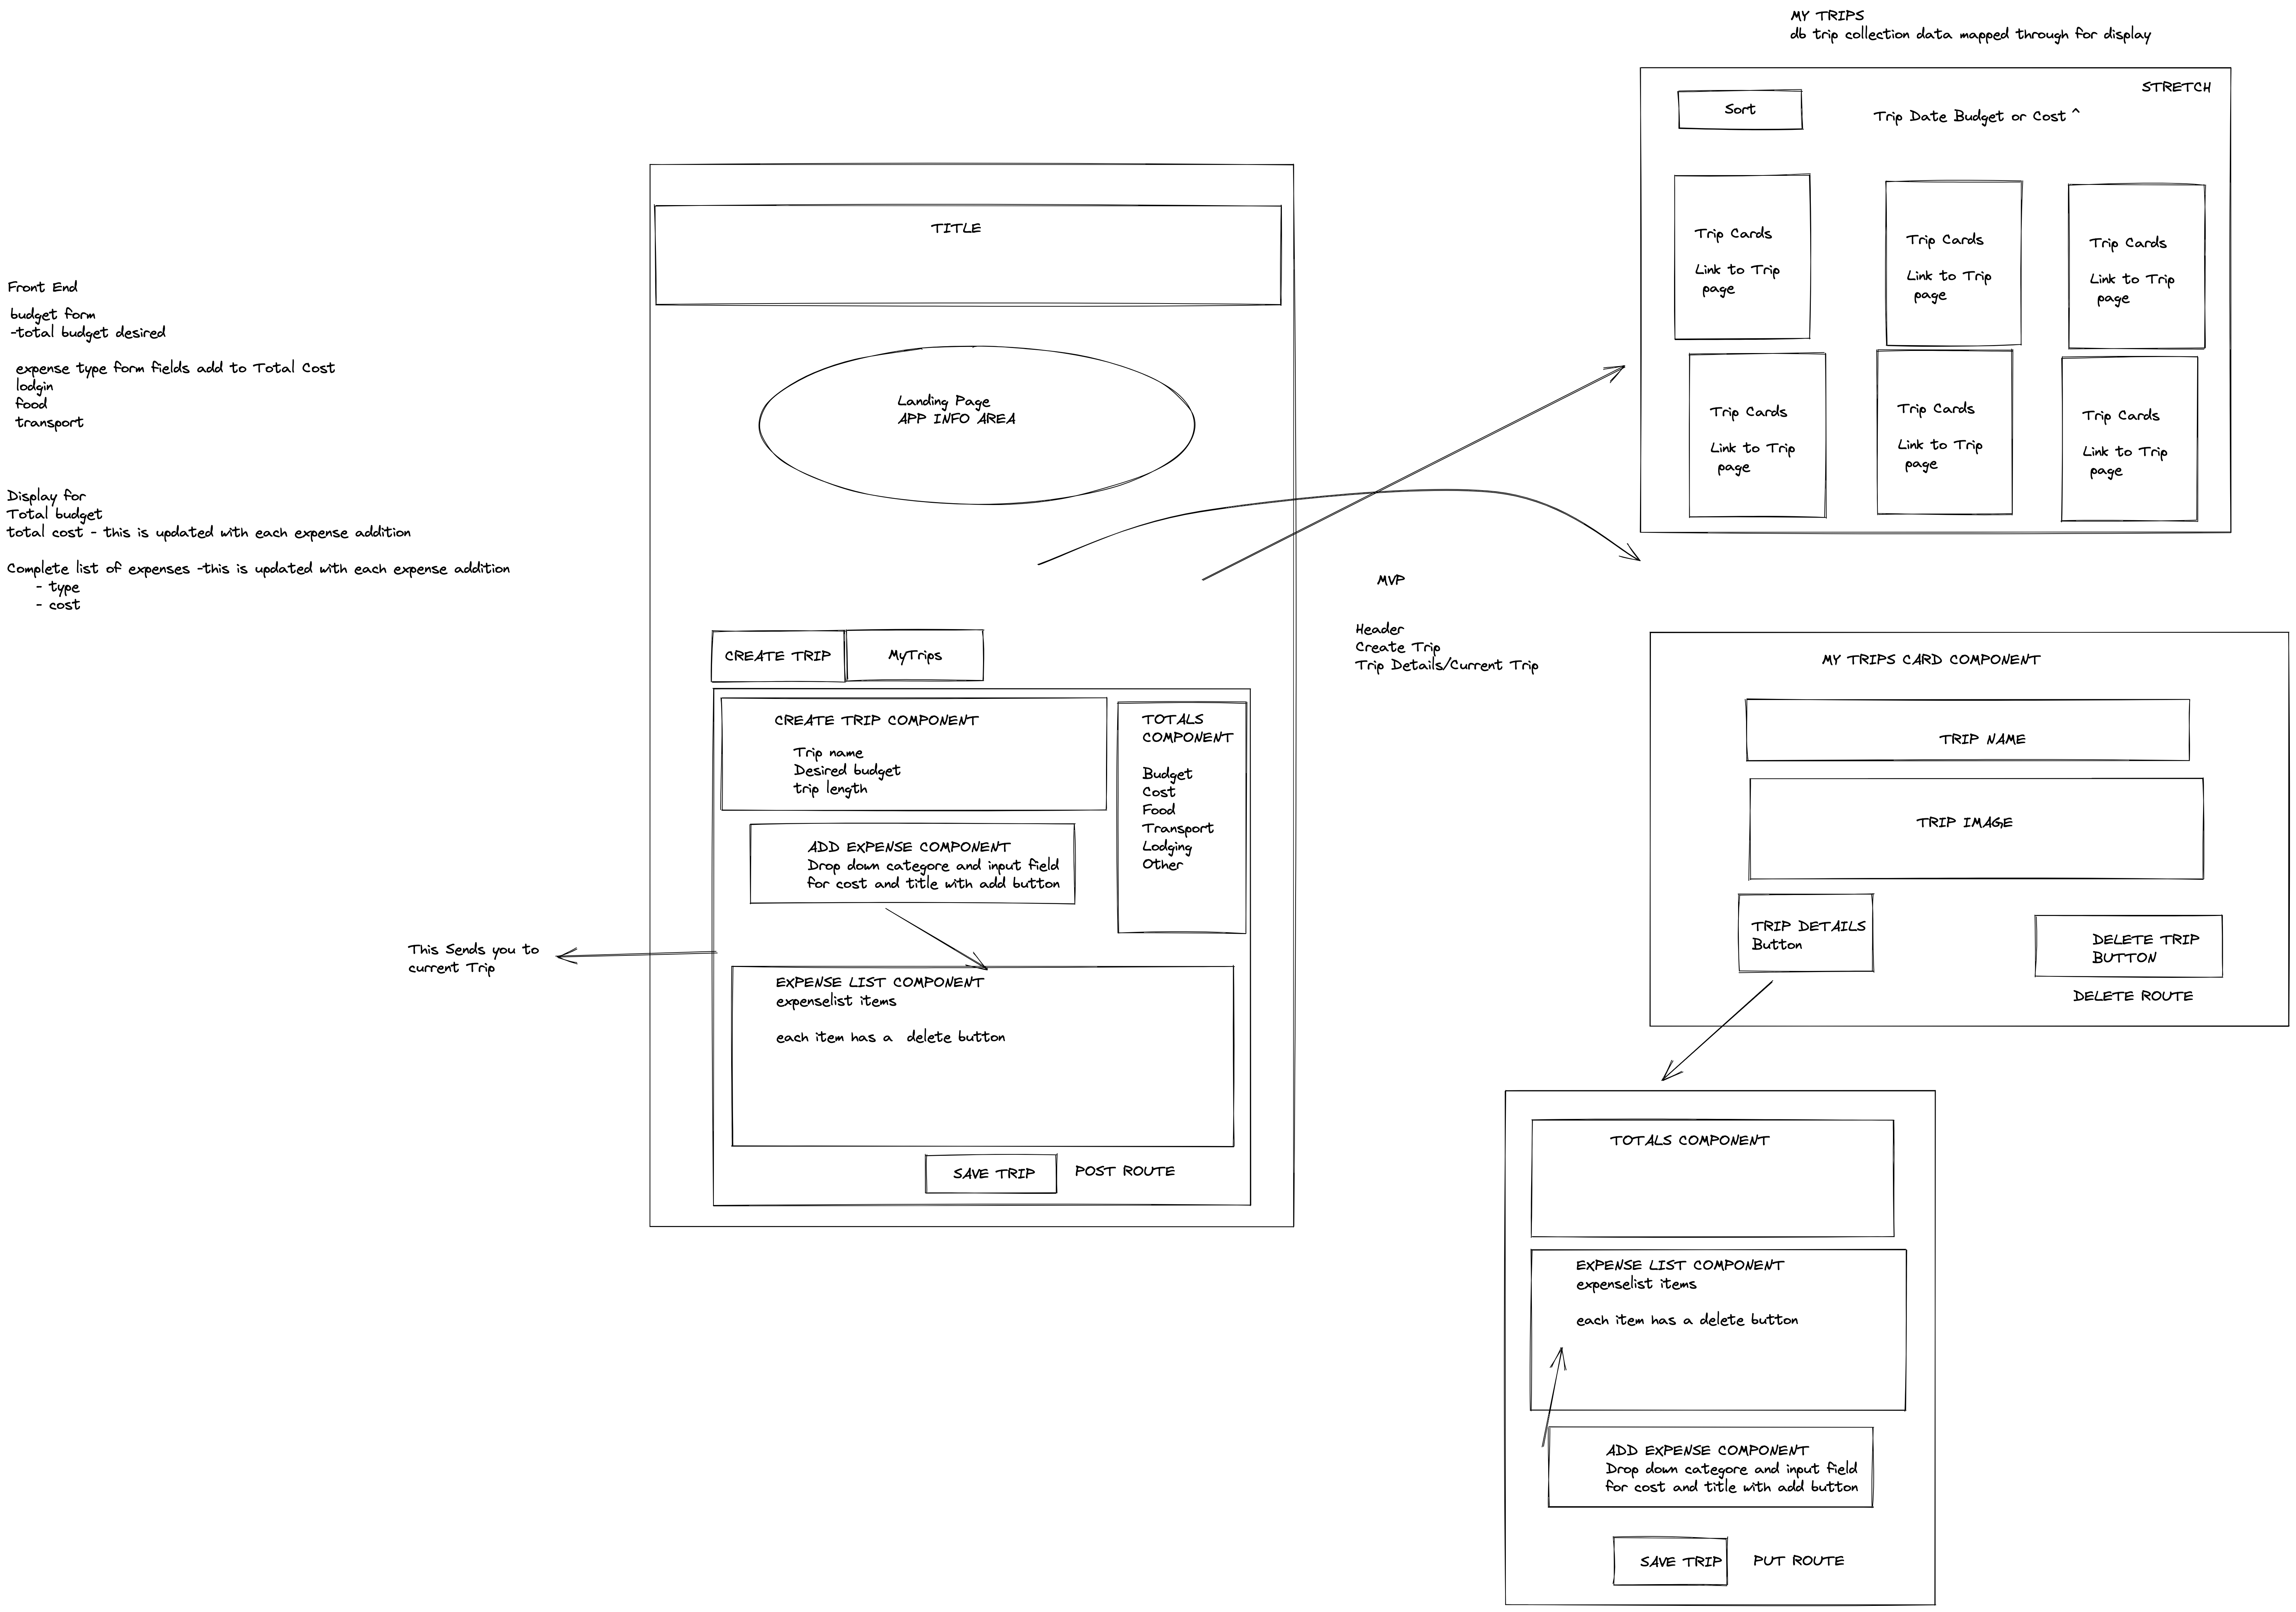 MY TRIPS
db trip collection data mapped through for display
STRETCH
Sort
Trip Date Budget or Cost ^
Trip Cards
Link to Trip
page
Trip Cards
Link to Trip
page
Trip Cards
Link to Trip
page
Trip Cards
Link to Trip
page
Trip Cards
Link to Trip
page
Trip Cards
Link to Trip
page
TITLE
Landing Page
APP INFO AREA
Front End
budget form
-total budget desired
expense type form fields add to Total Cost
lodgin
food
transport
Display for
Total budget
total cost - this is updated with each expense addition
Complete list of expenses -this is updated with each expense addition
- type
- cost
MVP
Header
Create Trip
Trip Details/Current Trip
CREATE TRIP
MyTrips
CREATE TRIP COMPONENT
Trip name
Desired budget
trip length
TOTALS
COMPONENT
Budget
Cost
Food
Transport
Lodging
Other
ADD EXPENSE COMPONENT
Drop down categore and input field
for cost and title with add button
This Sends you to
current Trip
EXPENSE LIST COMPONENT
expenselist items
each item has a delete button
SAVE TRIP
POST ROUTE
MY TRIPS CARD COMPONENT
TRIP NAME
TRIP IMAGE
TRIP DETAILS
Button
DELETE TRIP
BUTTON
DELETE ROUTE
TOTALS COMPONENT
EXPENSE LIST COMPONENT
expenselist items
each item has a delete button
ADD EXPENSE COMPONENT
Drop down categore and input field
for cost and title with add button
SAVE TRIP
PUT ROUTE